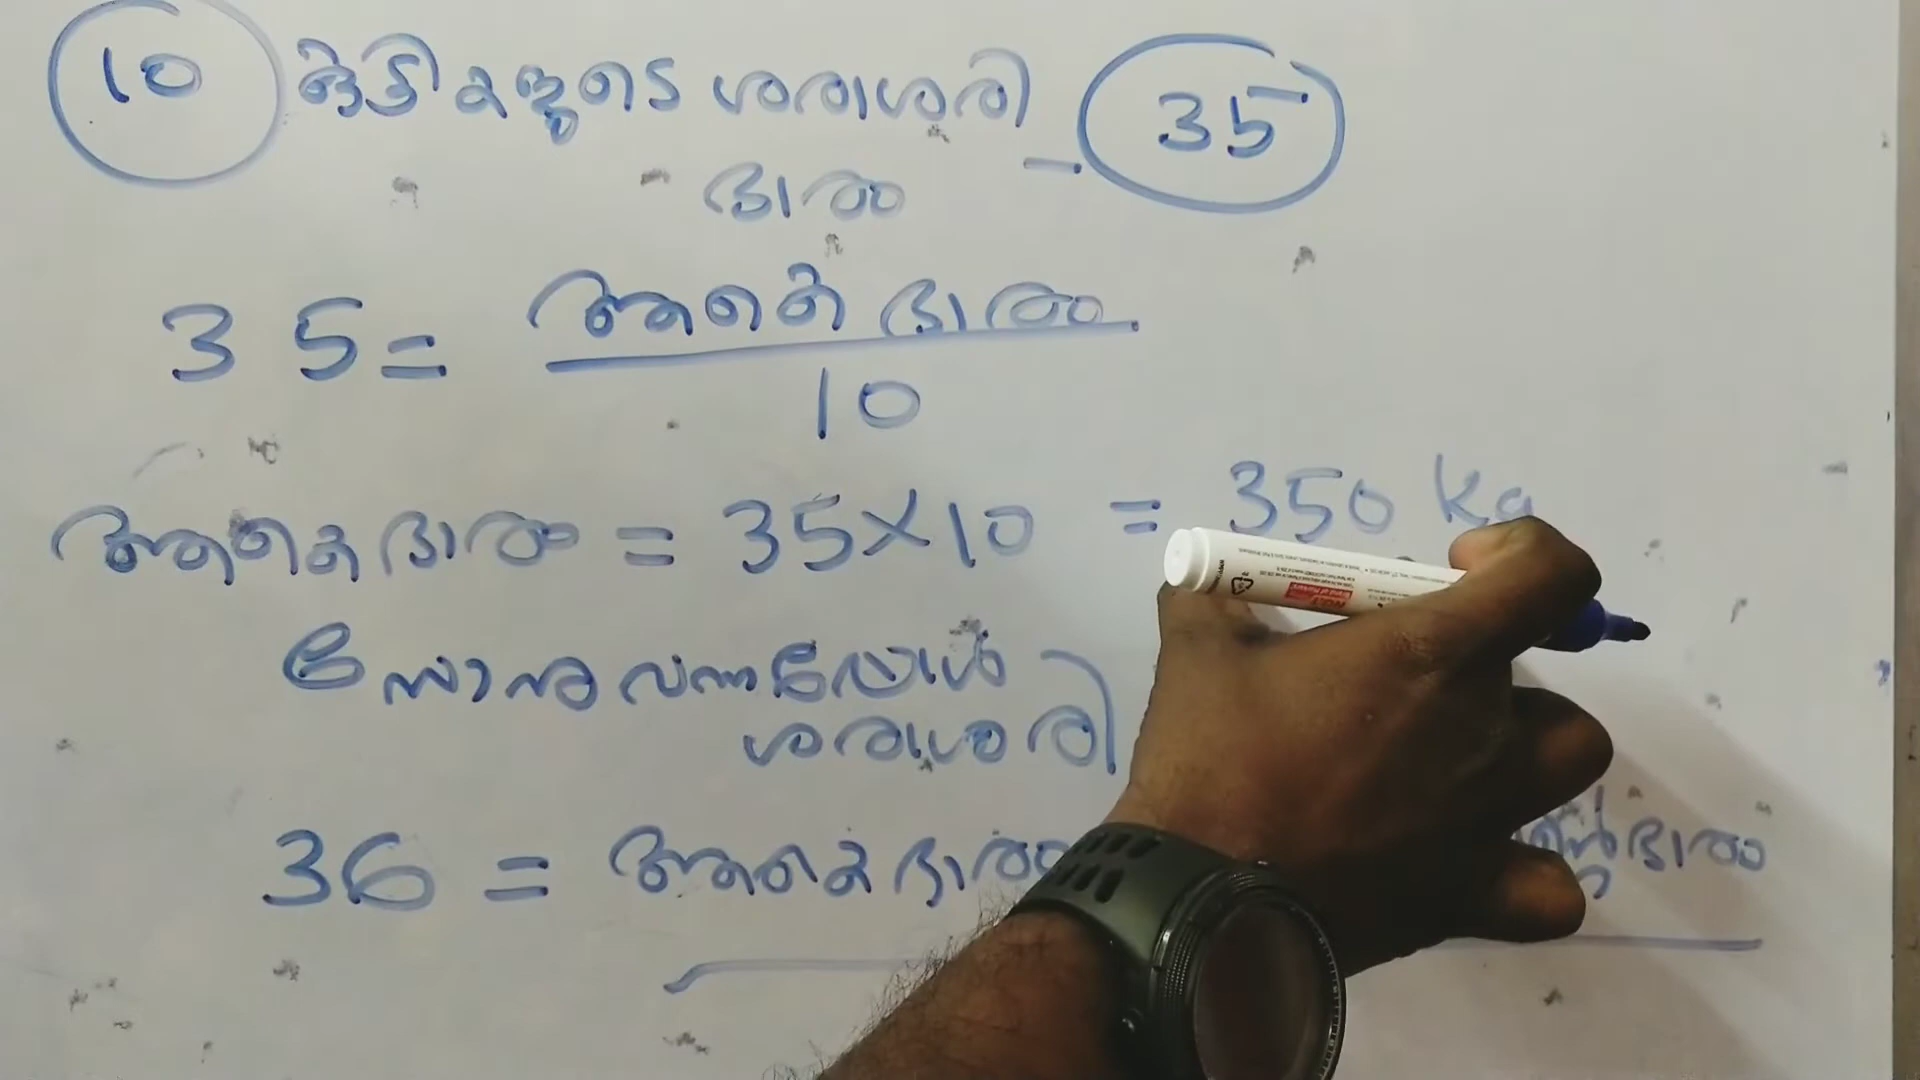 10 കുട്ടികളുടെ ശരാശരി
ഭാരം - 35
35 = ആകെ ഭാരം
10
ആകെ ഭാരം = 35 × 10 = 350 kg
സോനു വന്നപ്പോൾ
ശരാശരി
36 = ആകെ ഭാരം ഭാരം